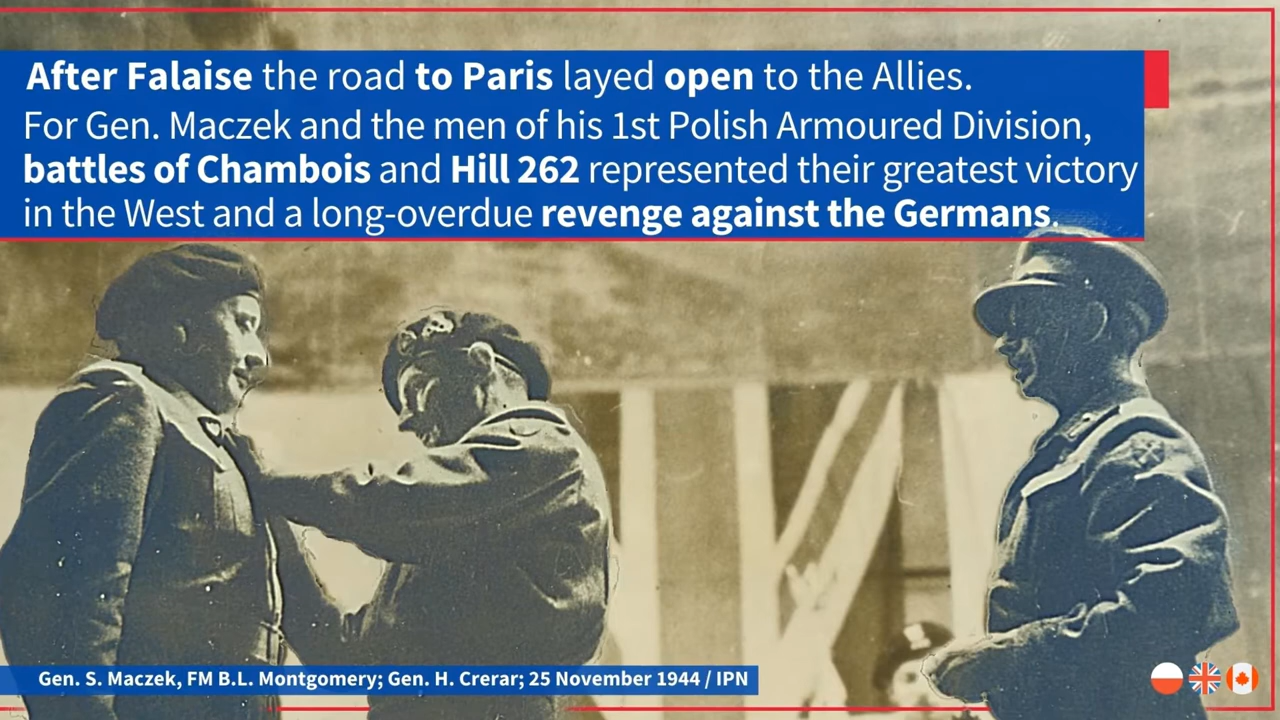 After Falaise the road to Paris layed open to the Allies.
For Gen. Maczek and the men of his 1st Polish Armoured Division,
battles of Chambois and Hill 262 represented their greatest victory
in the West and a long-overdue revenge against the Germans.
Gen. S. Maczek, FM B.L. Montgomery; Gen. H. Crerar; 25 November 1944 / IPN